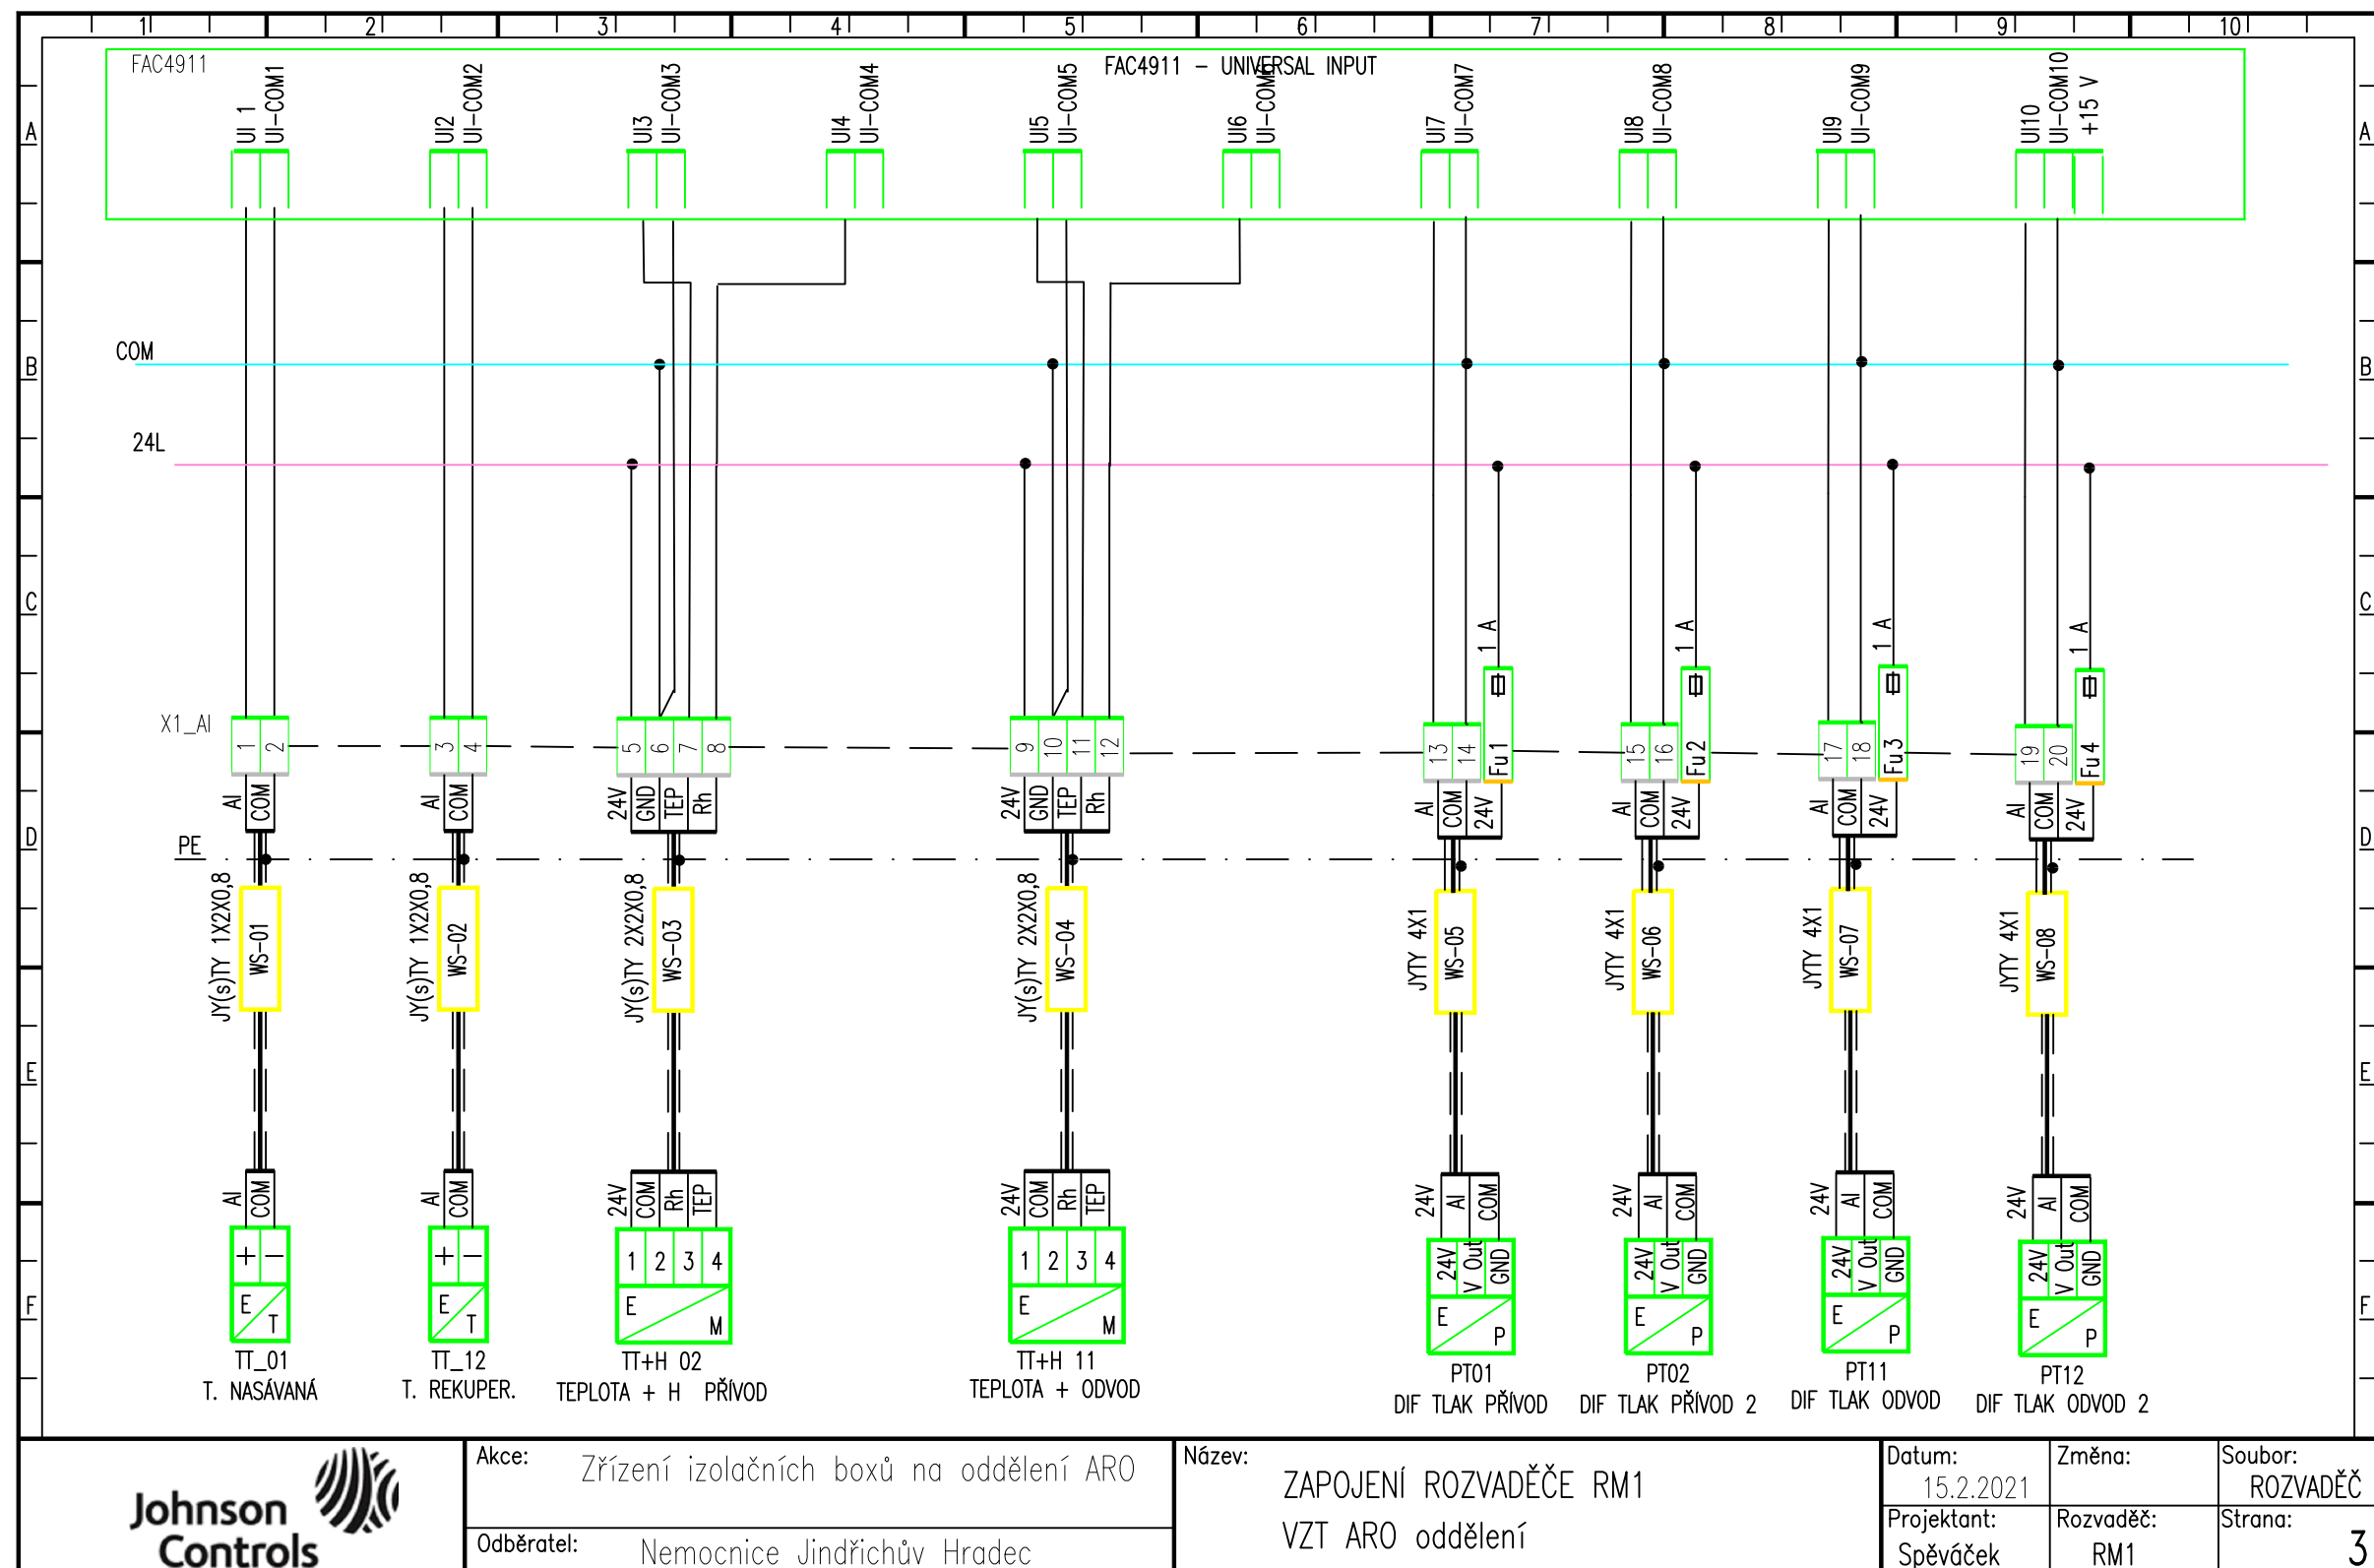 1 2 3 4 5 6 7 8 9 10
FAC4911
FAC4911 – UNIVERSAL INPUT
UI 1
UI-COM1
UI2
UI-COM2
UI3
UI-COM3
UI4
UI-COM4
UI5
UI-COM5
UI6
UI-COM6
UI7
UI-COM7
UI8
UI-COM8
UI9
UI-COM9
UI10
UI-COM10
+15 V
A A
COM
B B
24L
C C
1 A
1 A
1 A
1 A
X1_AI
1 2 3 4 5 6 7 8 9 10 11 12 13 14 Fu1 15 16 Fu2 17 18 Fu3 19 20 Fu4
AI COM
AI COM
24V GND TEP Rh
24V GND TEP Rh
AI COM 24V
AI COM 24V
AI COM 24V
AI COM 24V
D D
PE
JY(s)TY 1X2X0,8
WS-01
JY(s)TY 1X2X0,8
WS-02
JY(s)TY 2X2X0,8
WS-03
JY(s)TY 2X2X0,8
WS-04
JYTY 4X1
WS-05
JYTY 4X1
WS-06
JYTY 4X1
WS-07
JYTY 4X1
WS-08
E E
AI COM
AI COM
24V COM Rh TEP
24V COM Rh TEP
24V AI COM
24V AI COM
24V AI COM
24V AI COM
+ –
+ –
1 2 3 4
1 2 3 4
24V V Out GND
24V V Out GND
24V V Out GND
24V V Out GND
F F
E T
E T
E M
E M
E P
E P
E P
E P
TT_01
T. NASÁVANÁ
TT_12
T. REKUPER.
TT+H 02
TEPLOTA + H PŘÍVOD
TT+H 11
TEPLOTA + ODVOD
PT01
DIF TLAK PŘÍVOD
PT02
DIF TLAK PŘÍVOD 2
PT11
DIF TLAK ODVOD
PT12
DIF TLAK ODVOD 2
Johnson
Controls
Akce: Zřízení izolačních boxů na oddělení ARO
Odběratel: Nemocnice Jindřichův Hradec
Název:
ZAPOJENÍ ROZVADĚČE RM1
VZT ARO oddělení
Datum:
15.2.2021
Změna:
Soubor:
ROZVADĚČ
Projektant:
Spěváček
Rozvaděč:
RM1
Strana:
3